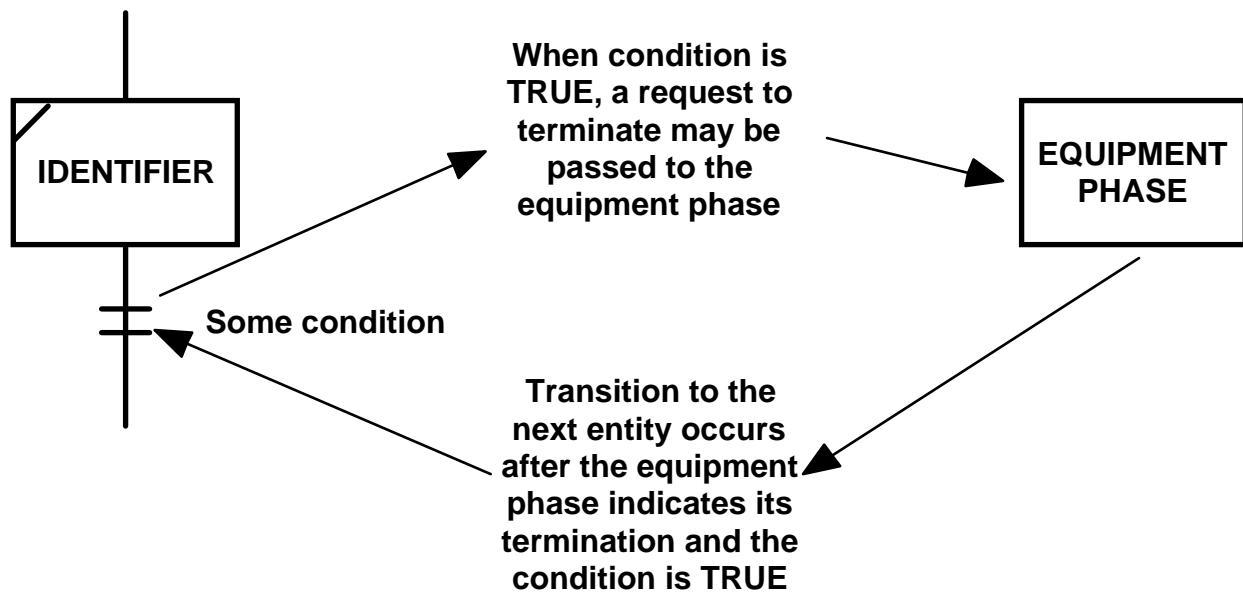 When condition is
TRUE, a request to
terminate may be
passed to the
equipment phase
IDENTIFIER
EQUIPMENT
PHASE
Some condition
Transition to the
next entity occurs
after the equipment
phase indicates its
termination and the
condition is TRUE